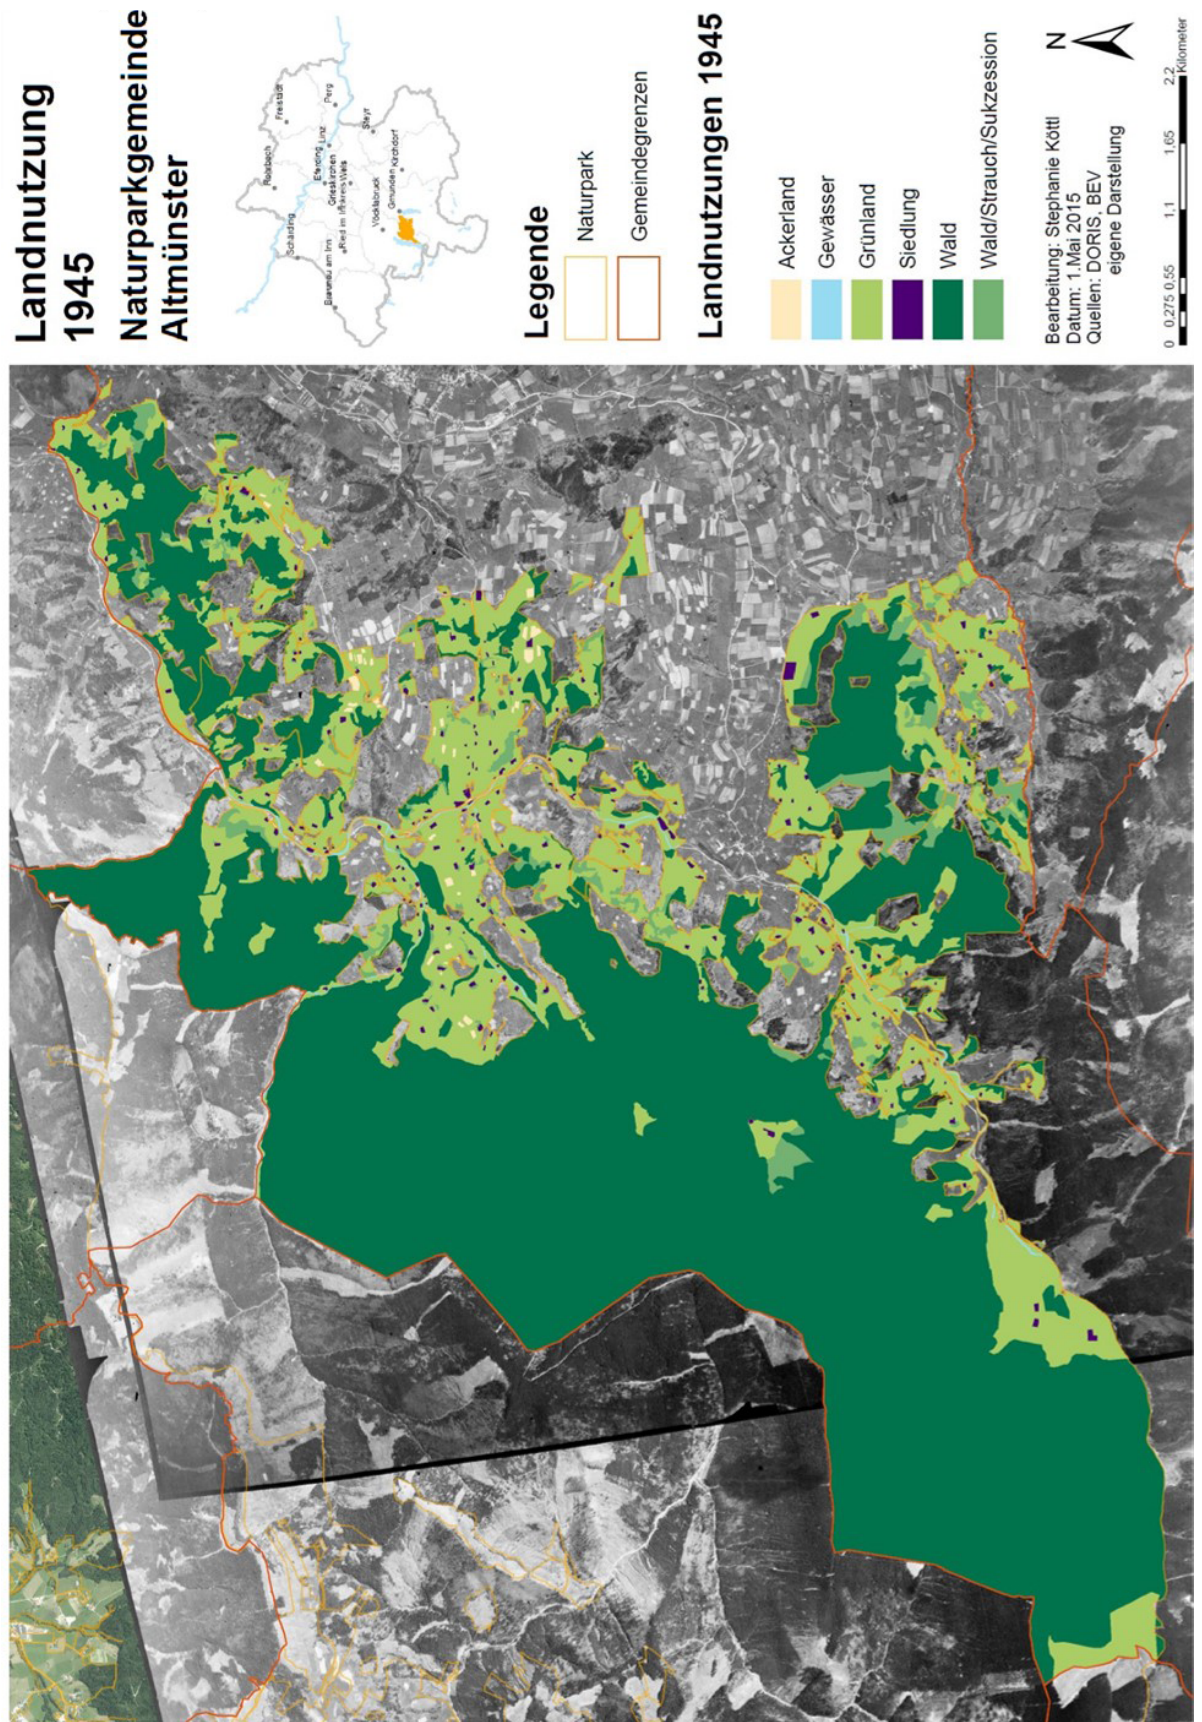 Landnutzung
1945
Naturparkgemeinde
Altmünster
Freistadt
Rohrbach
Perg
Linz
Eferding
Schärding
Grieskirchen
Wels
Steyr
Ried im Innkreis
Braunau am Inn
Vöcklabruck
Kirchdorf
Gmunden
Legende
Naturpark
Gemeindegrenzen
Landnutzungen 1945
Ackerland
Gewässer
Grünland
Siedlung
Wald
Wald/Strauch/Sukzession
Bearbeitung: Stephanie Köttl
Datum: 1.Mai 2015
Quellen: DORIS, BEV
eigene Darstellung
N
0 0.275 0.55 1,1 1.65 2,2
Kilometer